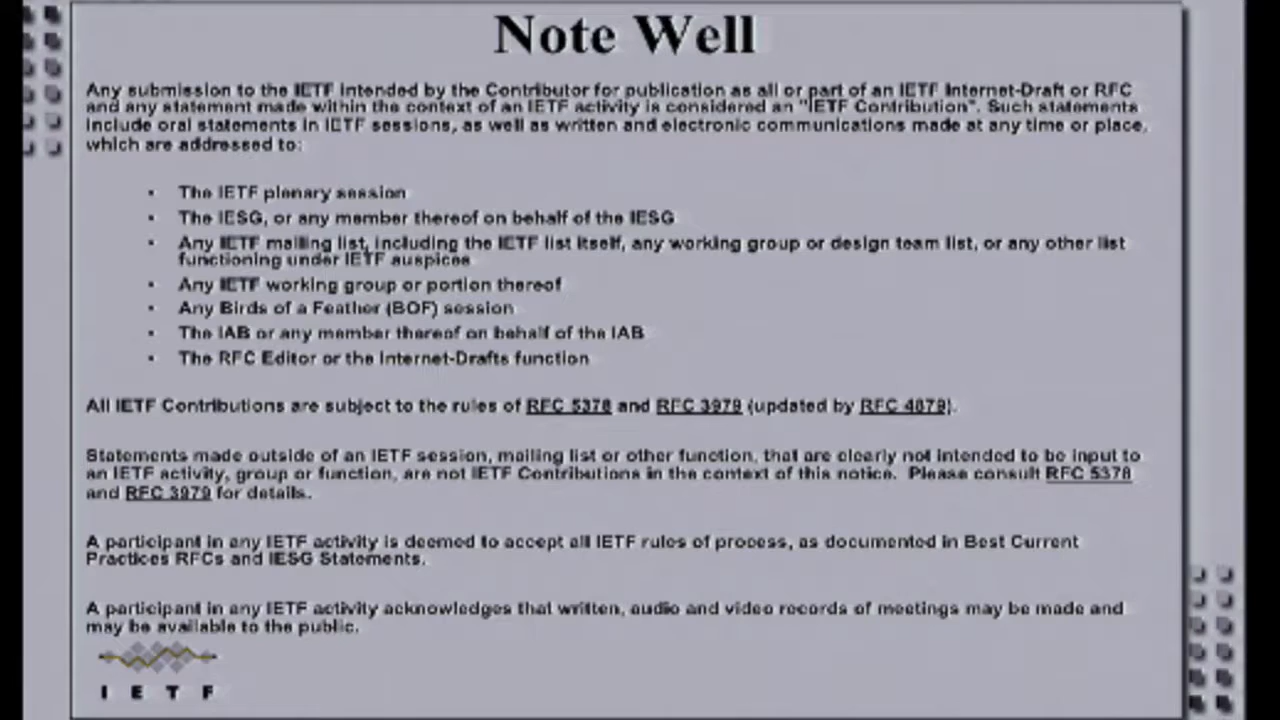 Note Well
Any submission to the IETF intended by the Contributor for publication as all or part of an IETF Internet-Draft or RFC
and any statement made within the context of an IETF activity is considered an "IETF Contribution". Such statements
include oral statements in IETF sessions, as well as written and electronic communications made at any time or place,
which are addressed to:
• The IETF plenary session
• The IESG, or any member thereof on behalf of the IESG
• Any IETF mailing list, including the IETF list itself, any working group or design team list, or any other list
functioning under IETF auspices
• Any IETF working group or portion thereof
• Any Birds of a Feather (BOF) session
• The IAB or any member thereof on behalf of the IAB
• The RFC Editor or the Internet-Drafts function
All IETF Contributions are subject to the rules of RFC 5378 and RFC 3979 (updated by RFC 4879).
Statements made outside of an IETF session, mailing list or other function, that are clearly not intended to be input to
an IETF activity, group or function, are not IETF Contributions in the context of this notice. Please consult RFC 5378
and RFC 3979 for details.
A participant in any IETF activity is deemed to accept all IETF rules of process, as documented in Best Current
Practices RFCs and IESG Statements.
A participant in any IETF activity acknowledges that written, audio and video records of meetings may be made and
may be available to the public.
I E T F